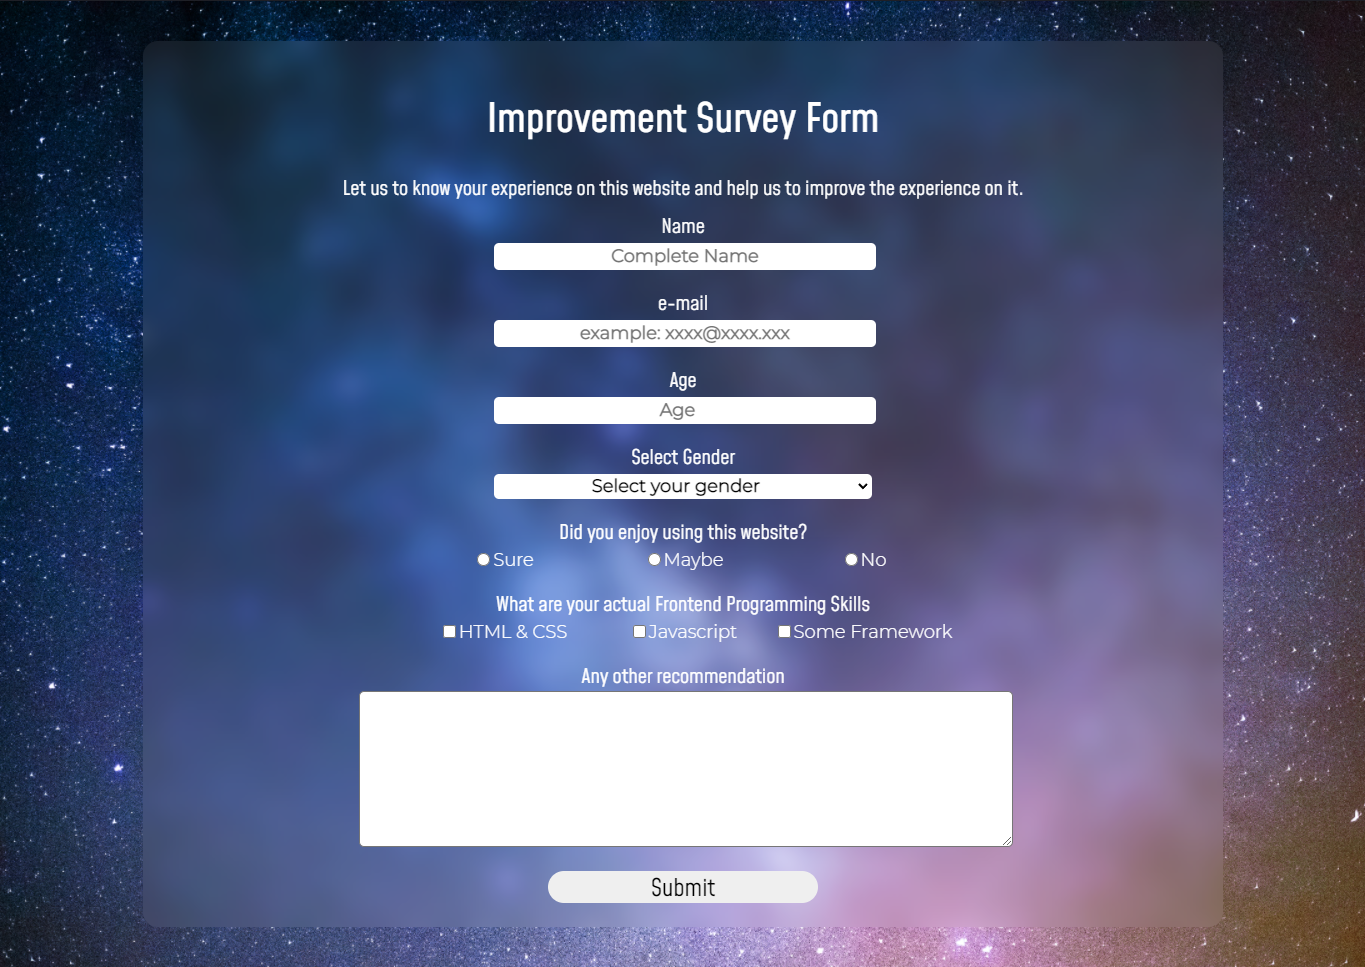 Improvement Survey Form
Let us to know your experience on this website and help us to improve the experience on it.
Name
Complete Name
e-mail
example: xxxx@xxxx.xxx
Age
Age
Select Gender
Select your gender
Did you enjoy using this website?
Sure Maybe No
What are your actual Frontend Programming Skills
HTML & CSS Javascript Some Framework
Any other recommendation
Submit